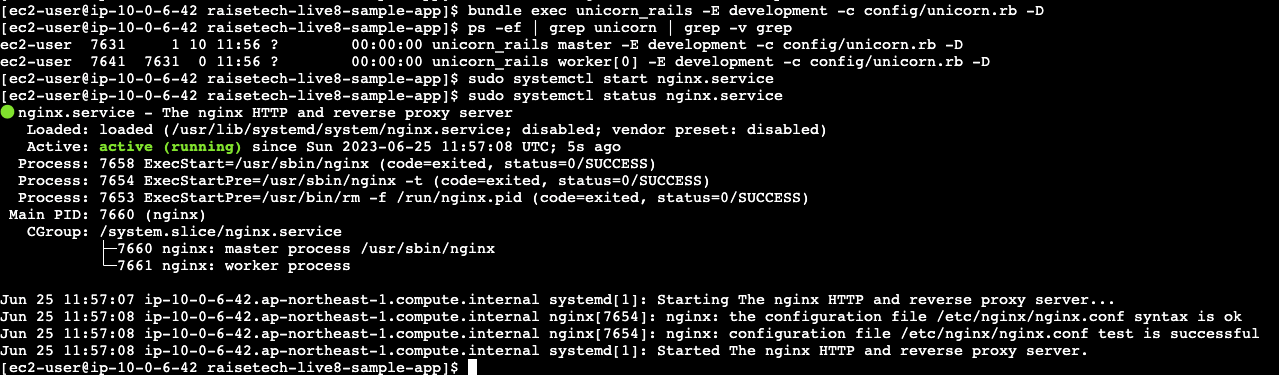 [ec2-user@ip-10-0-6-42 raisetech-live8-sample-app]$ bundle exec unicorn_rails -E development -c config/unicorn.rb -D
[ec2-user@ip-10-0-6-42 raisetech-live8-sample-app]$ ps -ef | grep unicorn | grep -v grep
ec2-user  7631     1 10 11:56 ?        00:00:00 unicorn_rails master -E development -c config/unicorn.rb -D
ec2-user  7641  7631  0 11:56 ?        00:00:00 unicorn_rails worker[0] -E development -c config/unicorn.rb -D
[ec2-user@ip-10-0-6-42 raisetech-live8-sample-app]$ sudo systemctl start nginx.service
[ec2-user@ip-10-0-6-42 raisetech-live8-sample-app]$ sudo systemctl status nginx.service
● nginx.service - The nginx HTTP and reverse proxy server
   Loaded: loaded (/usr/lib/systemd/system/nginx.service; disabled; vendor preset: disabled)
   Active: active (running) since Sun 2023-06-25 11:57:08 UTC; 5s ago
  Process: 7658 ExecStart=/usr/sbin/nginx (code=exited, status=0/SUCCESS)
  Process: 7654 ExecStartPre=/usr/sbin/nginx -t (code=exited, status=0/SUCCESS)
  Process: 7653 ExecStartPre=/usr/bin/rm -f /run/nginx.pid (code=exited, status=0/SUCCESS)
 Main PID: 7660 (nginx)
   CGroup: /system.slice/nginx.service
           ├─7660 nginx: master process /usr/sbin/nginx
           └─7661 nginx: worker process
Jun 25 11:57:07 ip-10-0-6-42.ap-northeast-1.compute.internal systemd[1]: Starting The nginx HTTP and reverse proxy server...
Jun 25 11:57:08 ip-10-0-6-42.ap-northeast-1.compute.internal nginx[7654]: nginx: the configuration file /etc/nginx/nginx.conf syntax is ok
Jun 25 11:57:08 ip-10-0-6-42.ap-northeast-1.compute.internal nginx[7654]: nginx: configuration file /etc/nginx/nginx.conf test is successful
Jun 25 11:57:08 ip-10-0-6-42.ap-northeast-1.compute.internal systemd[1]: Started The nginx HTTP and reverse proxy server.
[ec2-user@ip-10-0-6-42 raisetech-live8-sample-app]$